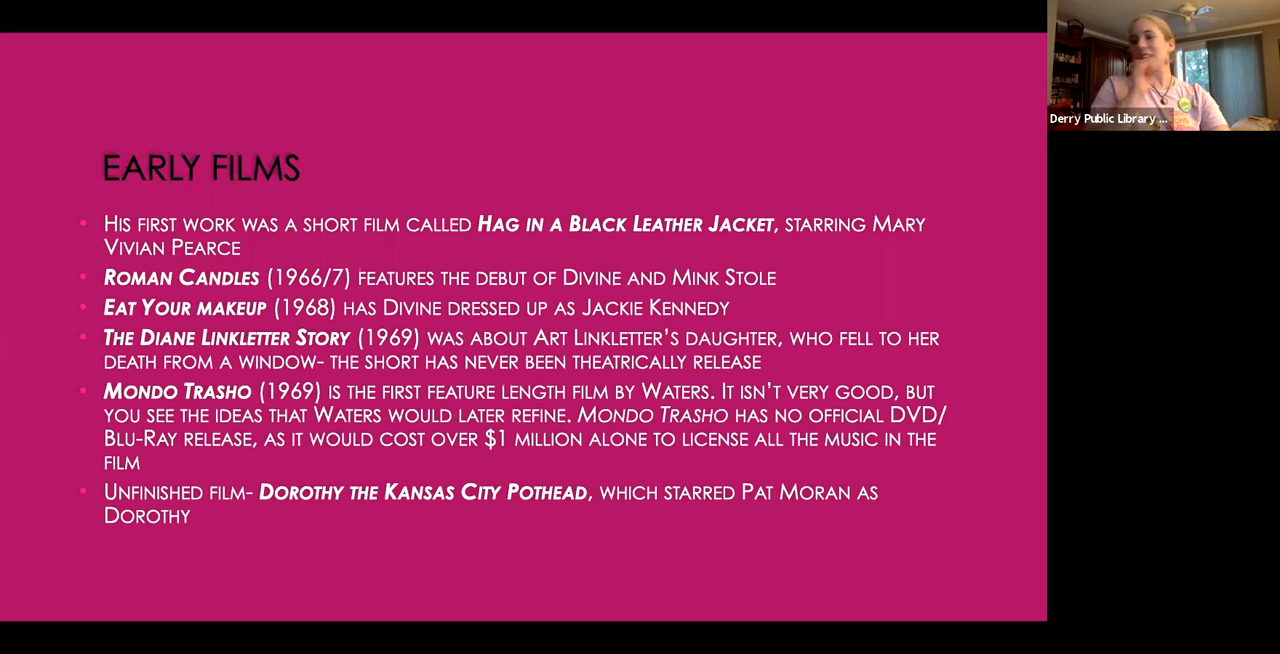 EARLY FILMS
• HIS FIRST WORK WAS A SHORT FILM CALLED HAG IN A BLACK LEATHER JACKET, STARRING MARY
VIVIAN PEARCE
• ROMAN CANDLES (1966/7) FEATURES THE DEBUT OF DIVINE AND MINK STOLE
• EAT YOUR MAKEUP (1968) HAS DIVINE DRESSED UP AS JACKIE KENNEDY
• THE DIANE LINKLETTER STORY (1969) WAS ABOUT ART LINKLETTER'S DAUGHTER, WHO FELL TO HER
DEATH FROM A WINDOW- THE SHORT HAS NEVER BEEN THEATRICALLY RELEASE
• MONDO TRASHO (1969) IS THE FIRST FEATURE LENGTH FILM BY WATERS. IT ISN'T VERY GOOD, BUT
YOU SEE THE IDEAS THAT WATERS WOULD LATER REFINE. MONDO TRASHO HAS NO OFFICIAL DVD/
BLU-RAY RELEASE, AS IT WOULD COST OVER $1 MILLION ALONE TO LICENSE ALL THE MUSIC IN THE
FILM
• UNFINISHED FILM- DOROTHY THE KANSAS CITY POTHEAD, WHICH STARRED PAT MORAN AS
DOROTHY
Derry Public Library ...